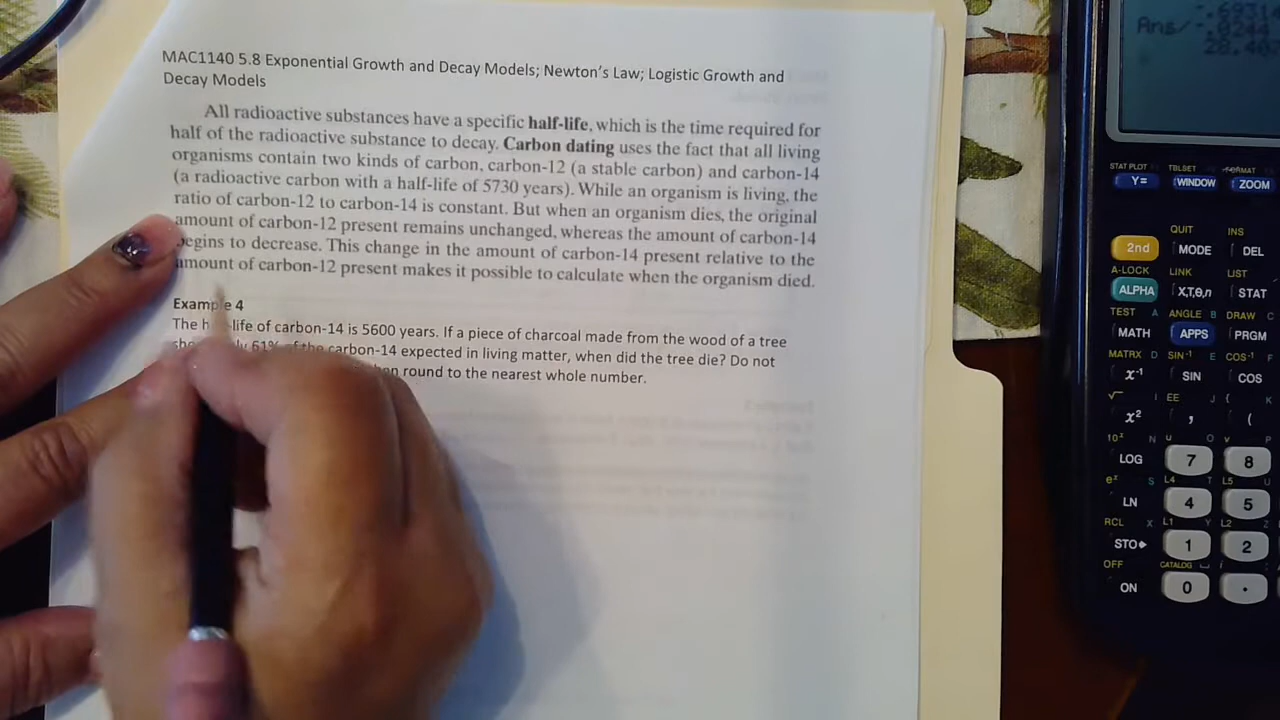 MAC1140 5.8 Exponential Growth and Decay Models; Newton's Law; Logistic Growth and
Decay Models
All radioactive substances have a specific half-life, which is the time required for
half of the radioactive substance to decay. Carbon dating uses the fact that all living
organisms contain two kinds of carbon, carbon-12 (a stable carbon) and carbon-14
(a radioactive carbon with a half-life of 5730 years). While an organism is living, the
ratio of carbon-12 to carbon-14 is constant. But when an organism dies, the original
amount of carbon-12 present remains unchanged, whereas the amount of carbon-14
begins to decrease. This change in the amount of carbon-14 present relative to the
amount of carbon-12 present makes it possible to calculate when the organism died.
Example 4
The life of carbon-14 is 5600 years. If a piece of charcoal made from the wood of a tree
61% of the carbon-14 expected in living matter, when did the tree die? Do not
round to the nearest whole number.
Ans/
STAT PLOT TBLSET FORMAT
Y= WINDOW ZOOM
QUIT INS
2nd MODE DEL
A-LOCK LINK LIST
ALPHA X,T,θ,n STAT
TEST A ANGLE B DRAW C
MATH APPS PRGM
MATRX D SIN⁻¹ E COS⁻¹ F
x⁻¹ SIN COS
√ I EE J { K
x² , (
10ˣ N u O v P
LOG 7 8
eˣ S L4 T L5 U
LN 4 5
RCL X L1 Y L2 Z
STO▶ 1 2
OFF CATALOG
ON 0 .